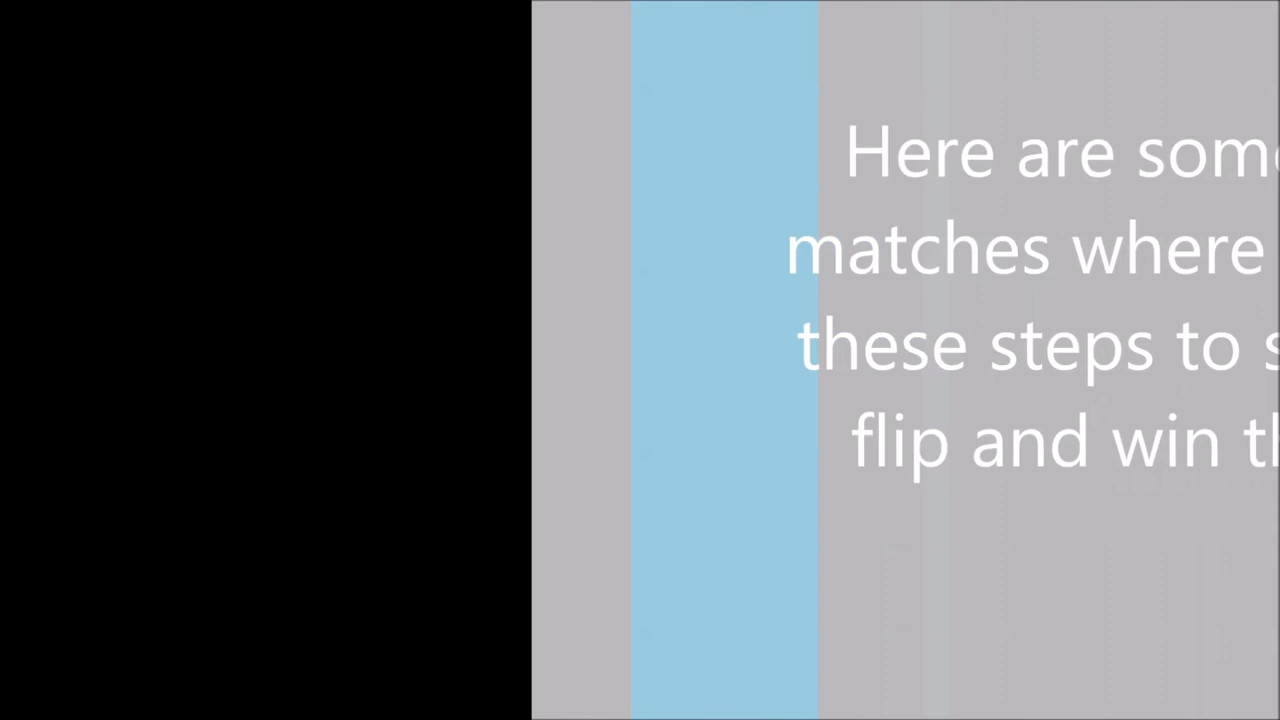 Here are some
matches where
these steps to
flip and win